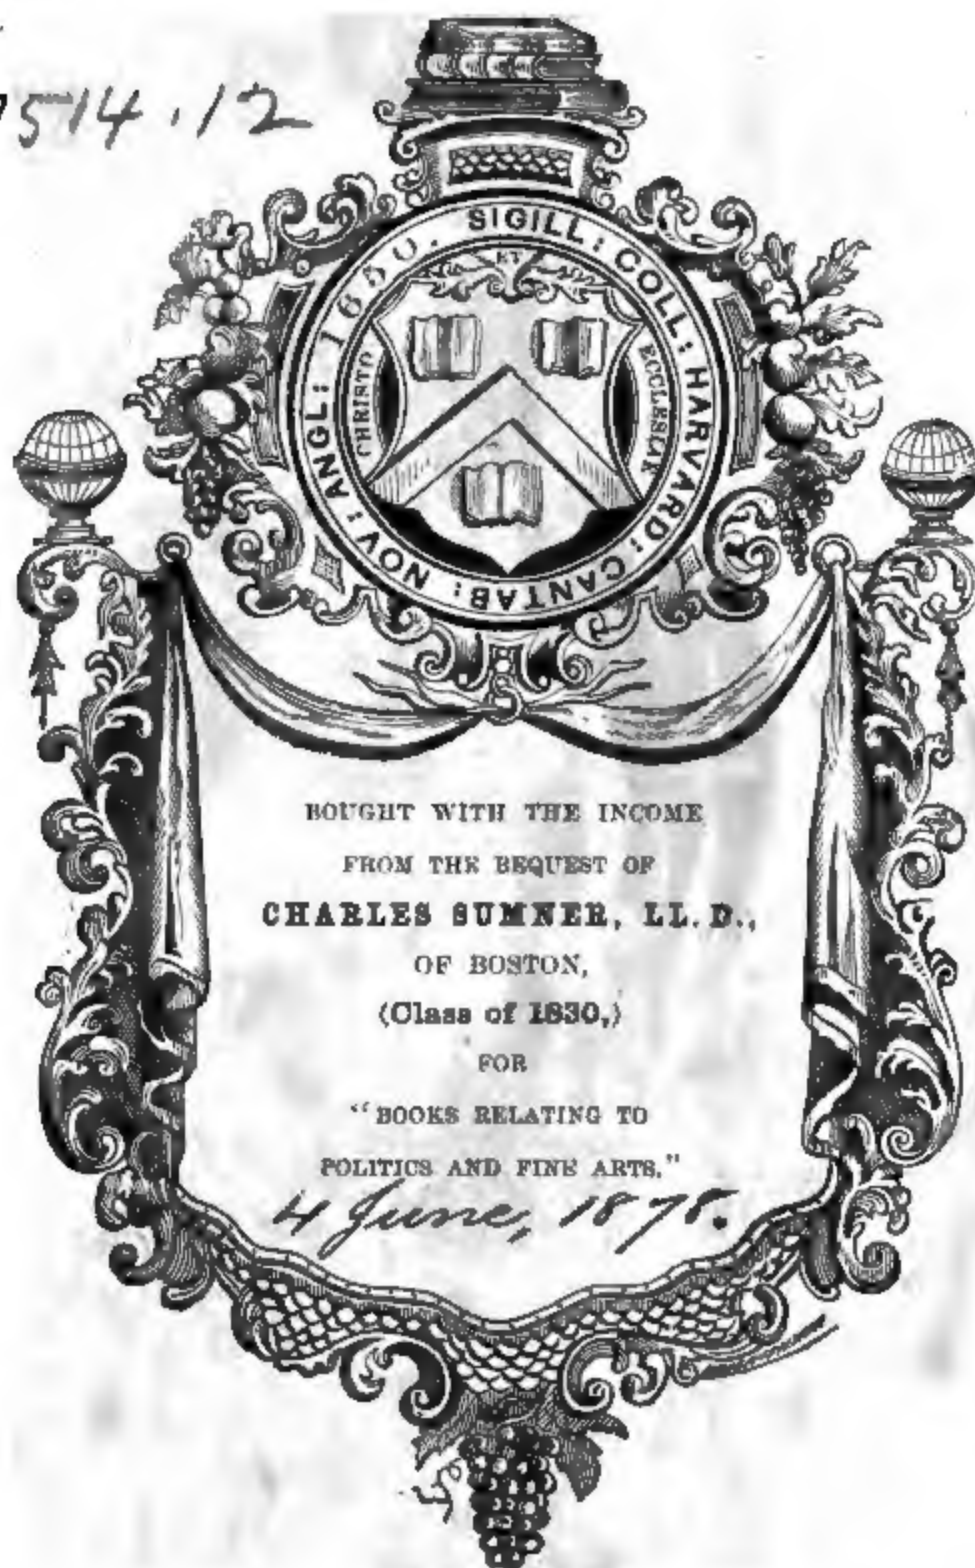 7514.12
SIGILL: COLL: HARVARD: CANTAB: NOV: ANGL: 1650.
ET
CHRISTO
ECCLESIAE
BOUGHT WITH THE INCOME
FROM THE BEQUEST OF
CHARLES SUMNER, LL.D.,
OF BOSTON,
(Class of 1830,)
FOR
"BOOKS RELATING TO
POLITICS AND FINE ARTS."
4 June, 1878.